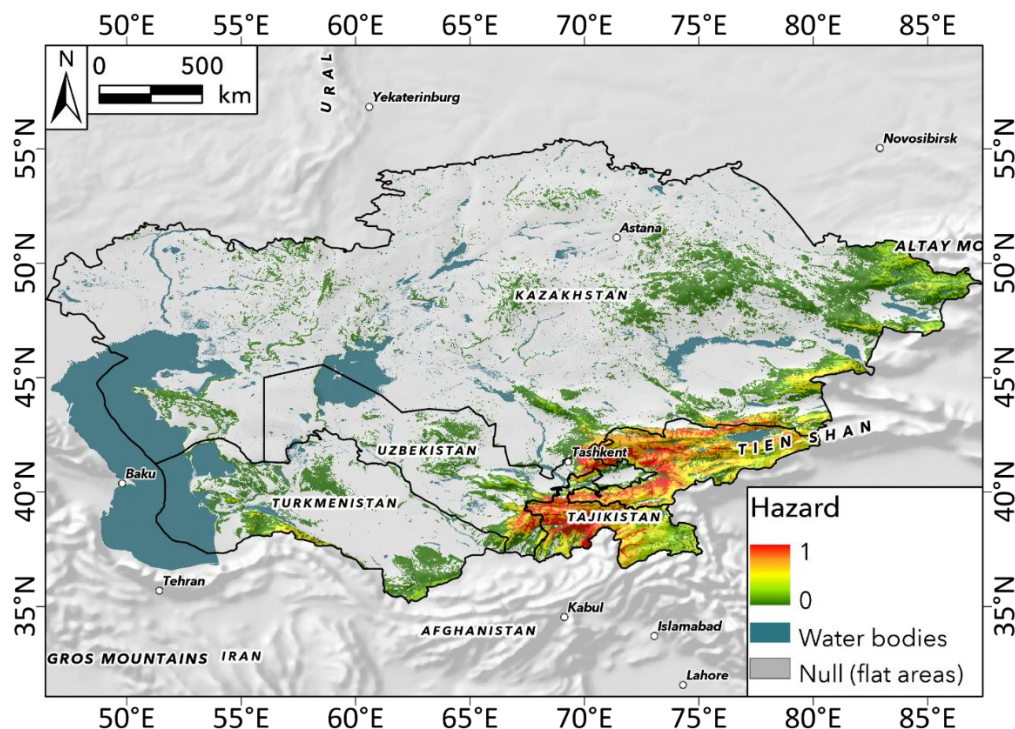 50°E 55°E 60°E 65°E 70°E 75°E 80°E 85°E
N
0 500
km
URAL
Yekaterinburg
Novosibirsk
55°N
55°N
Astana
ALTAY MO
50°N
50°N
KAZAKHSTAN
45°N
45°N
TIEN SHAN
UZBEKISTAN
Tashkent
Baku
40°N
40°N
TURKMENISTAN
TAJIKISTAN
Hazard
1
0
Tehran
35°N
35°N
Kabul
AFGHANISTAN
Islamabad
Water bodies
GROS MOUNTAINS IRAN
Lahore
Null (flat areas)
50°E 55°E 60°E 65°E 70°E 75°E 80°E 85°E